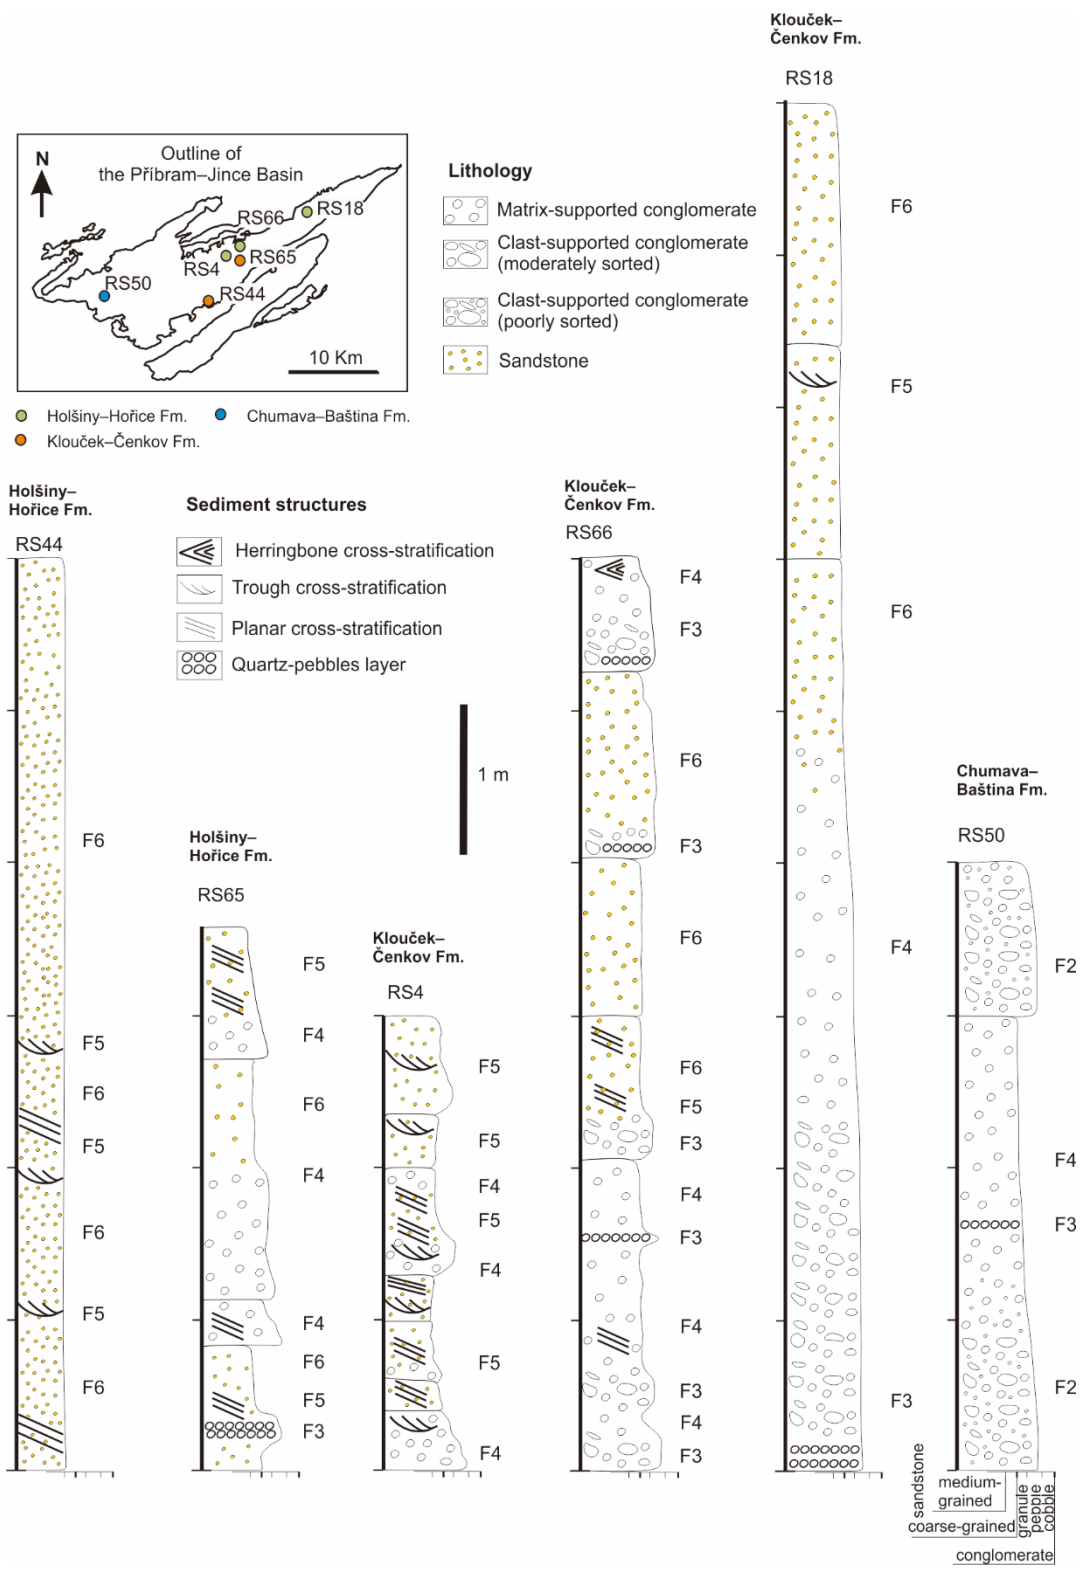 Klouček–
Čenkov Fm.
RS18
F6
F5
F6
F4
F3
Outline of
the Příbram–Jince Basin
N
RS18
RS66
RS65
RS4
RS50
RS44
10 Km
Holšiny–Hořice Fm.
Chumava–Baština Fm.
Klouček–Čenkov Fm.
Lithology
Matrix-supported conglomerate
Clast-supported conglomerate
(moderately sorted)
Clast-supported conglomerate
(poorly sorted)
Sandstone
Sediment structures
Herringbone cross-stratification
Trough cross-stratification
Planar cross-stratification
Quartz-pebbles layer
1 m
Holšiny–
Hořice Fm.
RS44
F6
F5
F6
F5
F6
F5
F6
Holšiny–
Hořice Fm.
RS65
F5
F4
F6
F4
F4
F6
F5
F3
Klouček–
Čenkov Fm.
RS4
F5
F5
F4
F5
F4
F5
F4
Klouček–
Čenkov Fm.
RS66
F4
F3
F6
F3
F6
F6
F5
F3
F4
F3
F4
F3
F4
F3
Chumava–
Baština Fm.
RS50
F2
F4
F3
F2
sandstone
medium-
grained
coarse-grained
granule
pebple
cobble
conglomerate